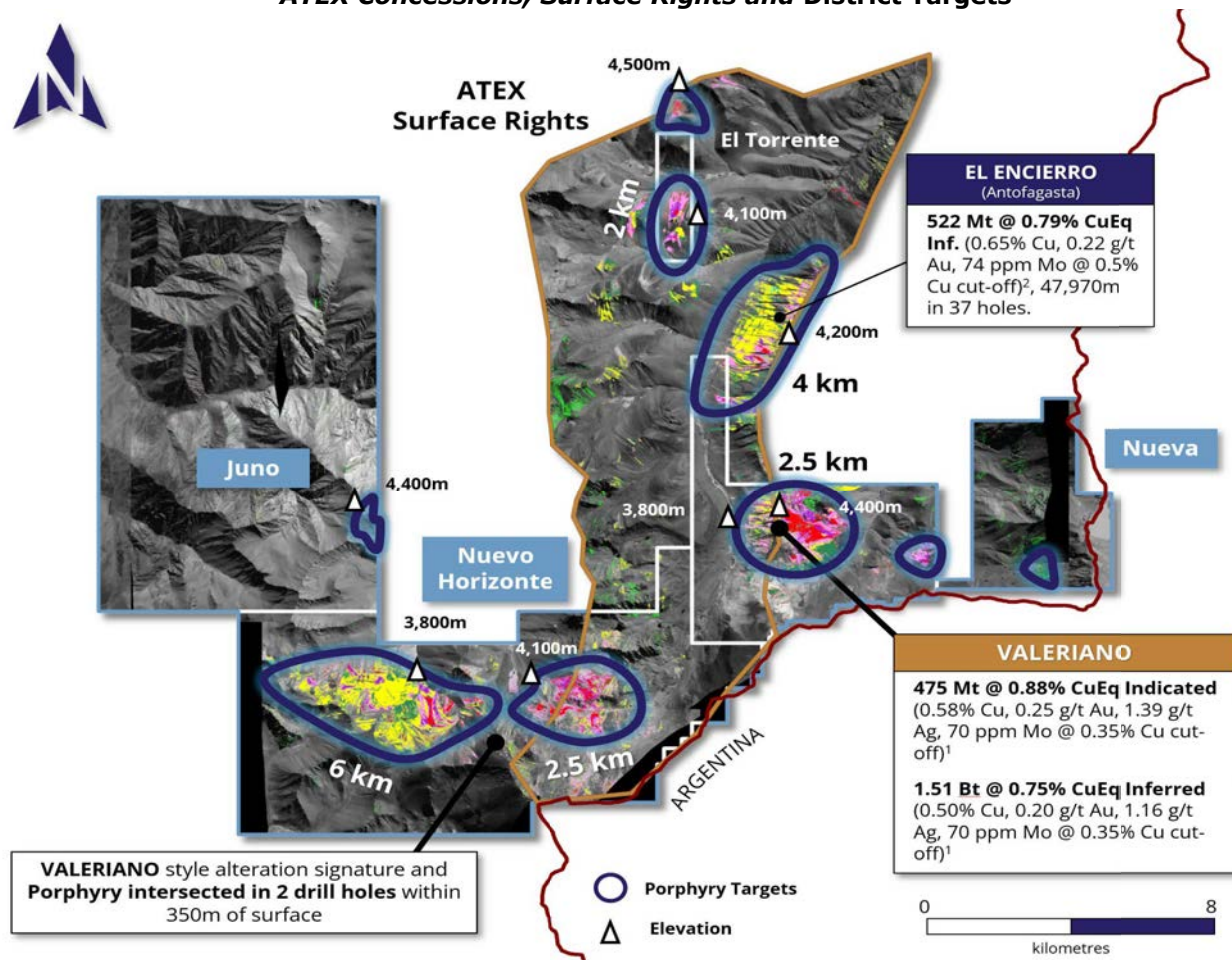 ATEX Concessions, Surface Rights and District Targets
4,500m
ATEX
Surface Rights
El Torrente
2 km
4,100m
EL ENCIERRO
(Antofagasta)
522 Mt @ 0.79% CuEq
Inf. (0.65% Cu, 0.22 g/t
Au, 74 ppm Mo @ 0.5%
Cu cut-off)², 47,970m
in 37 holes.
4,200m
4 km
Juno
4,400m
2.5 km
Nueva
3,800m
4,400m
Nuevo
Horizonte
3,800m
4,100m
6 km
2.5 km
ARGENTINA
VALERIANO
475 Mt @ 0.88% CuEq Indicated
(0.58% Cu, 0.25 g/t Au, 1.39 g/t
Ag, 70 ppm Mo @ 0.35% Cu cut-
off)¹
1.51 Bt @ 0.75% CuEq Inferred
(0.50% Cu, 0.20 g/t Au, 1.16 g/t
Ag, 70 ppm Mo @ 0.35% Cu cut-
off)¹
VALERIANO style alteration signature and
Porphyry intersected in 2 drill holes within
350m of surface
Porphyry Targets
Elevation
0 8
kilometres